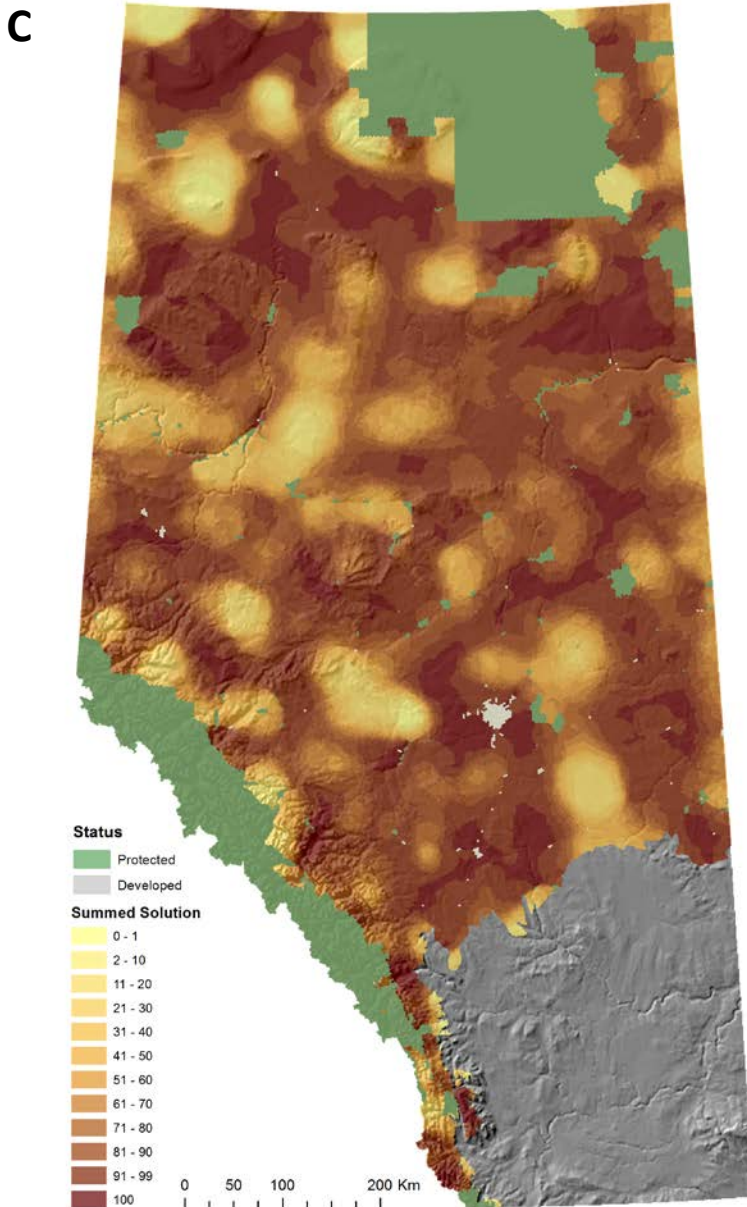 C
Status
Protected
Developed
Summed Solution
0 - 1
2 - 10
11 - 20
21 - 30
31 - 40
41 - 50
51 - 60
61 - 70
71 - 80
81 - 90
91 - 99
100
0 50 100 200 Km